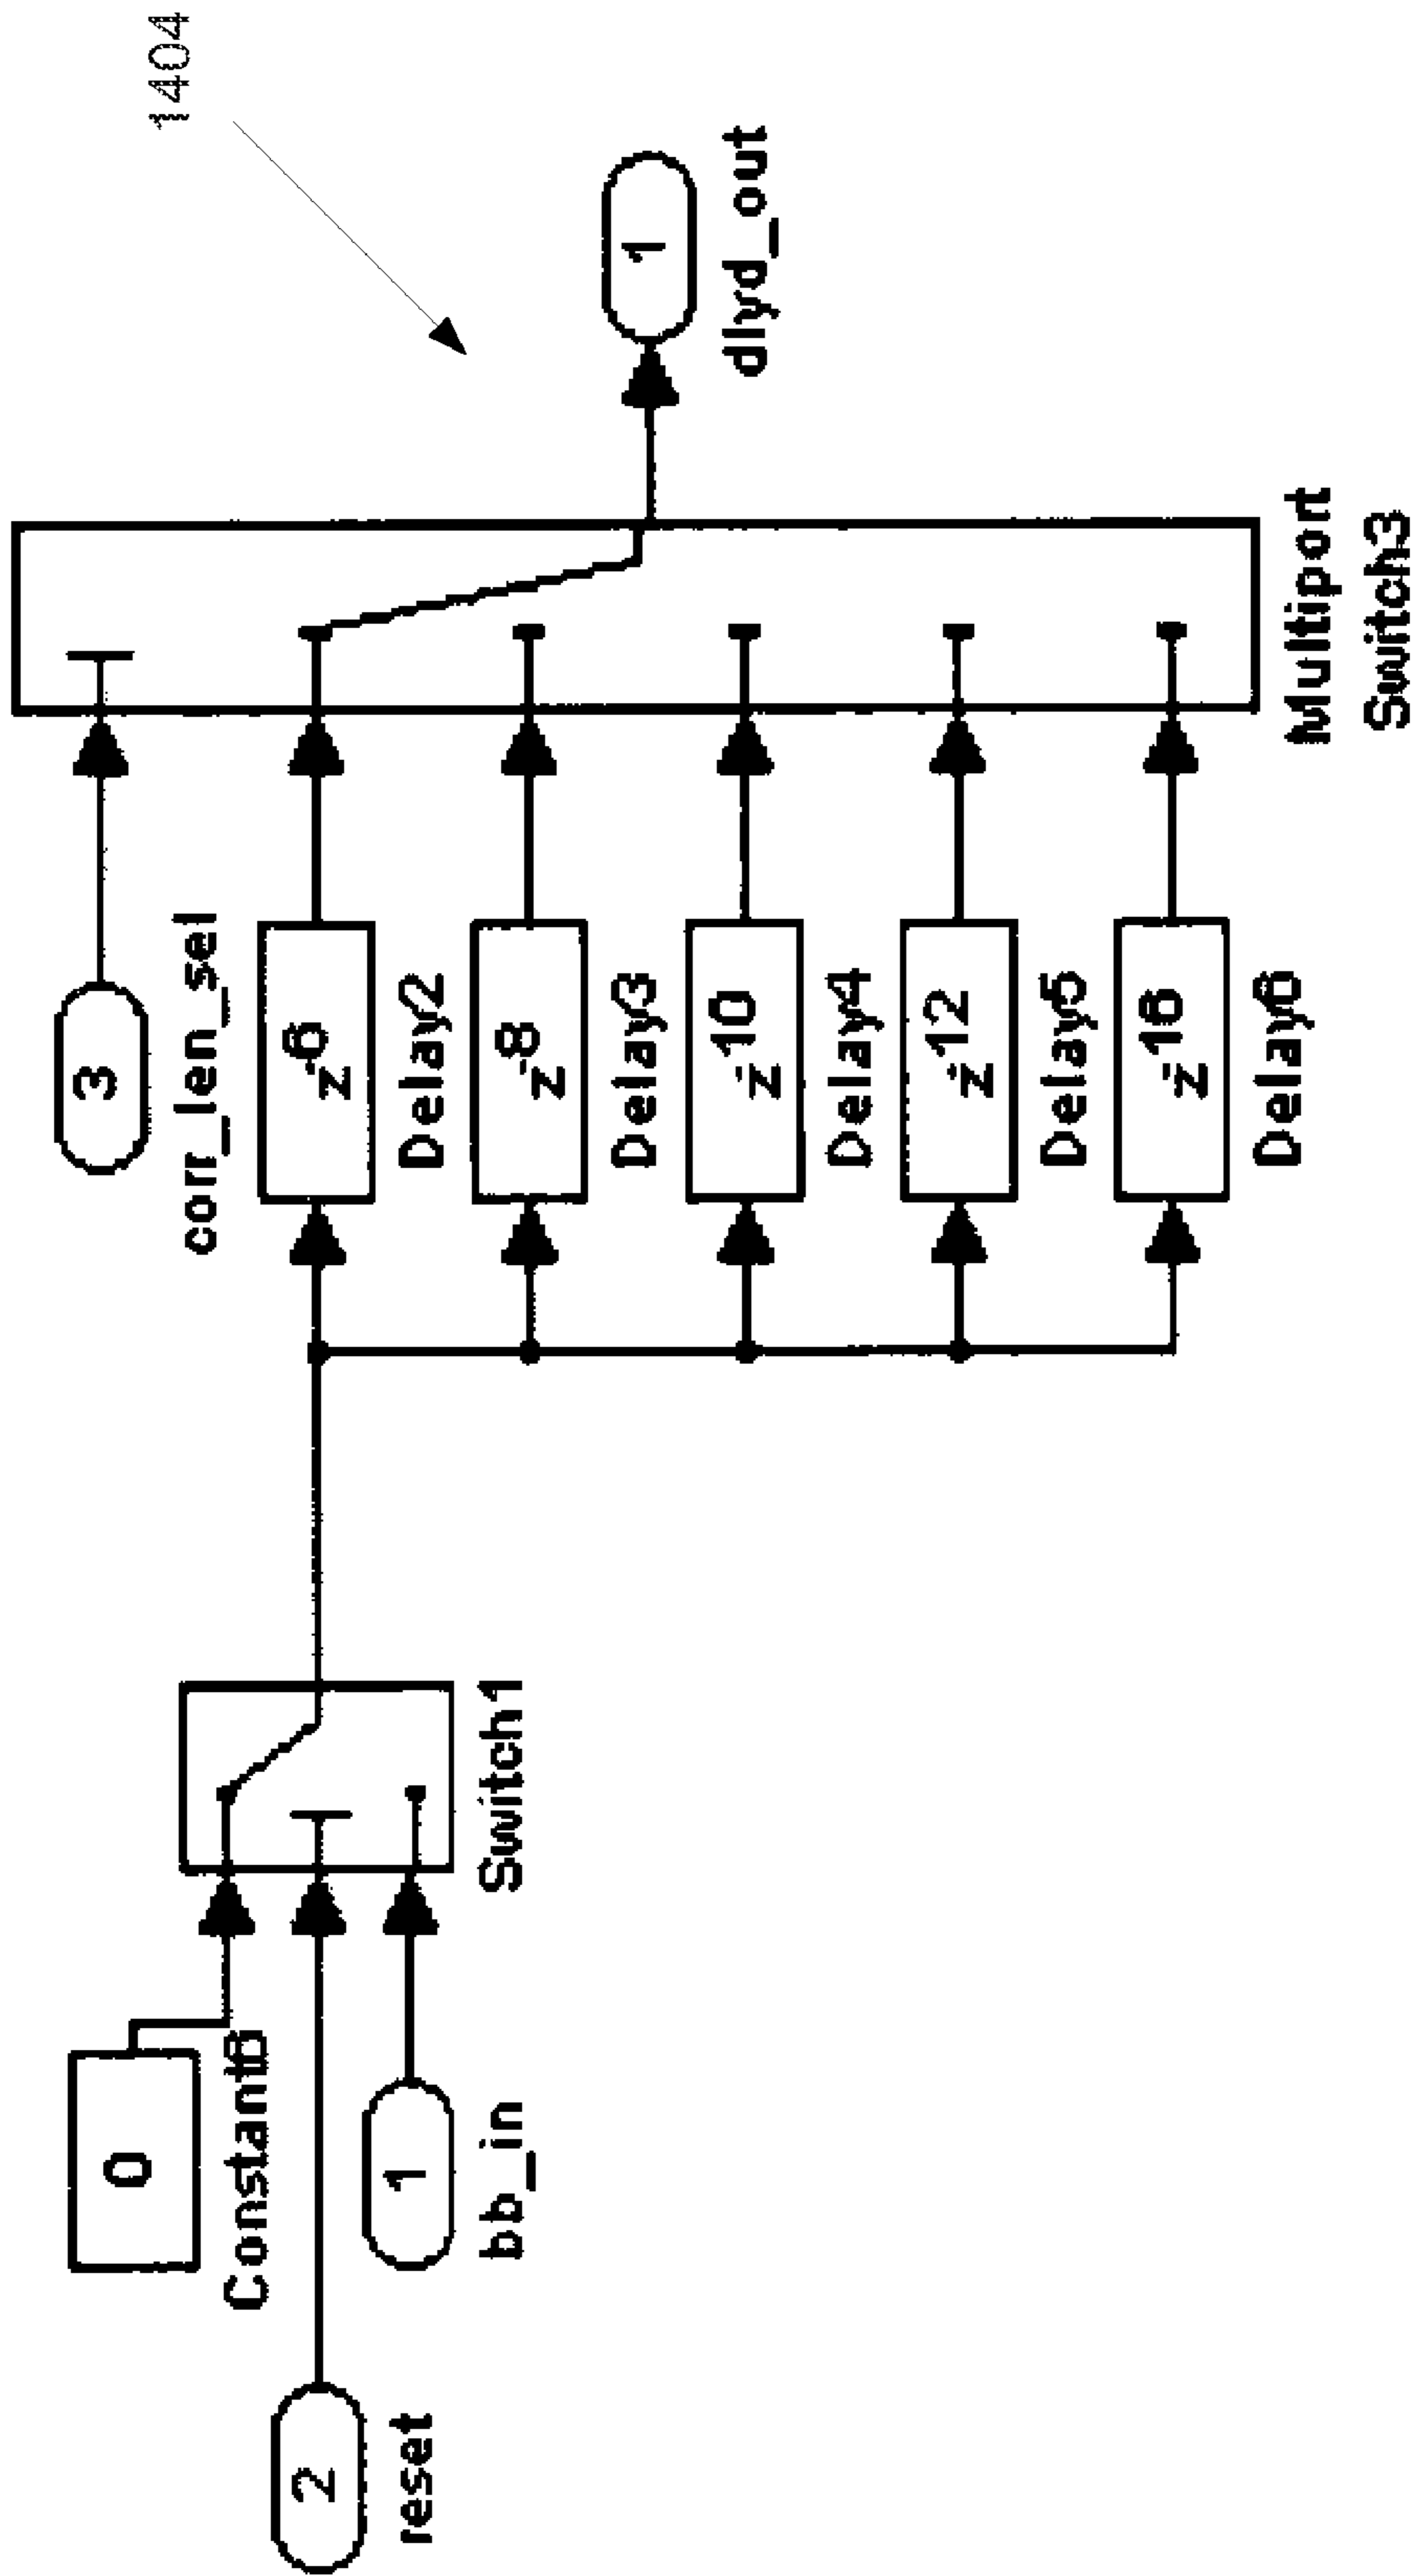 1404
0
Constant6
2
reset
1
bb_in
Switch1
3
corr_len_sel
z-6
Delay2
z-8
Delay3
z-10
Delay4
z-12
Delay5
Delay6
Multiport
Switch3
1
dlyd_out